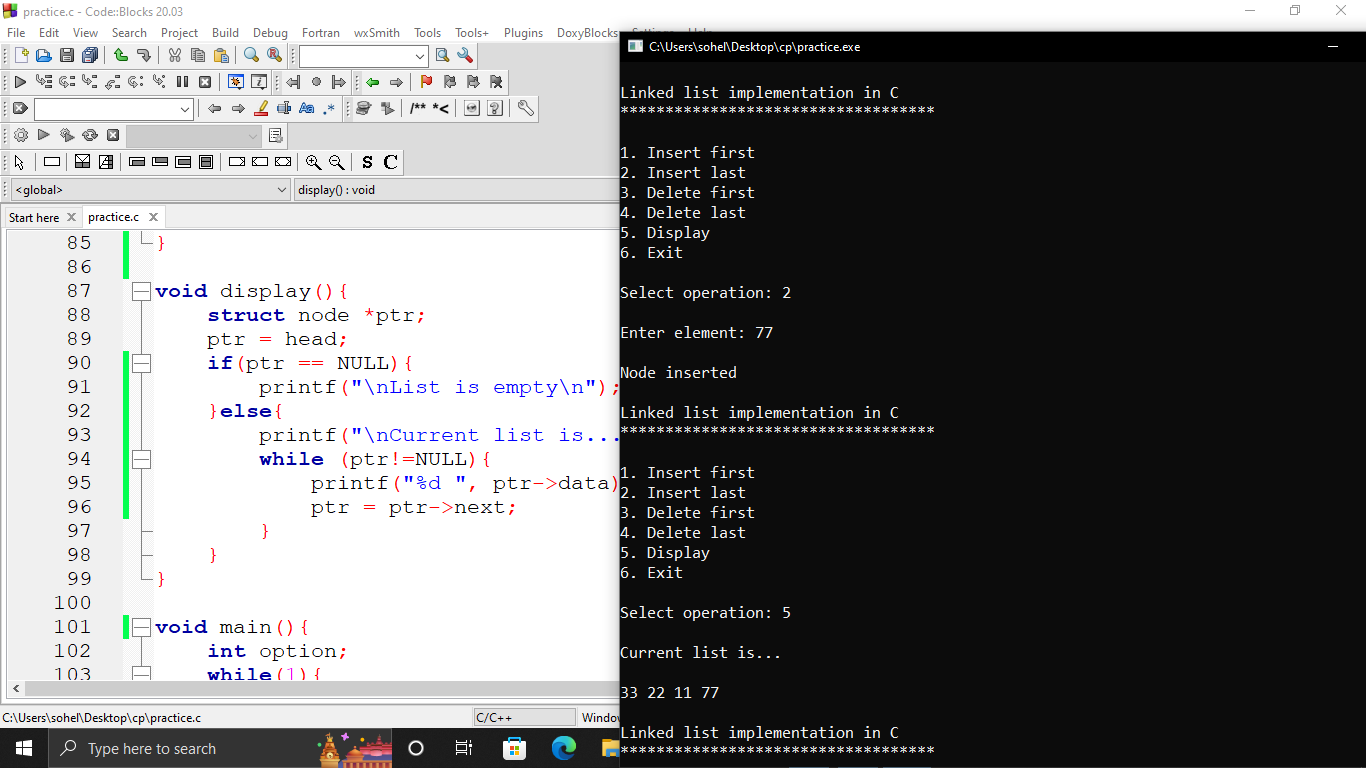 practice.c - Code::Blocks 20.03
File Edit View Search Project Build Debug Fortran wxSmith Tools Tools+ Plugins DoxyBlocks
/** *<
S C
<global>
display() : void
Start here
practice.c
85 }
86
87 void display(){
88 struct node *ptr;
89 ptr = head;
90 if(ptr == NULL){
91 printf("\nList is empty\n");
92 }else{
93 printf("\nCurrent list is...
94 while (ptr!=NULL){
95 printf("%d ", ptr->data)
96 ptr = ptr->next;
97 }
98 }
99 }
100
101 void main(){
102 int option;
103 while(1){
C:\Users\sohel\Desktop\cp\practice.c
C/C++
Window
Type here to search
C:\Users\sohel\Desktop\cp\practice.exe
Linked list implementation in C
***********************************
1. Insert first
2. Insert last
3. Delete first
4. Delete last
5. Display
6. Exit
Select operation: 2
Enter element: 77
Node inserted
Linked list implementation in C
***********************************
1. Insert first
2. Insert last
3. Delete first
4. Delete last
5. Display
6. Exit
Select operation: 5
Current list is...
33 22 11 77
Linked list implementation in C
***********************************